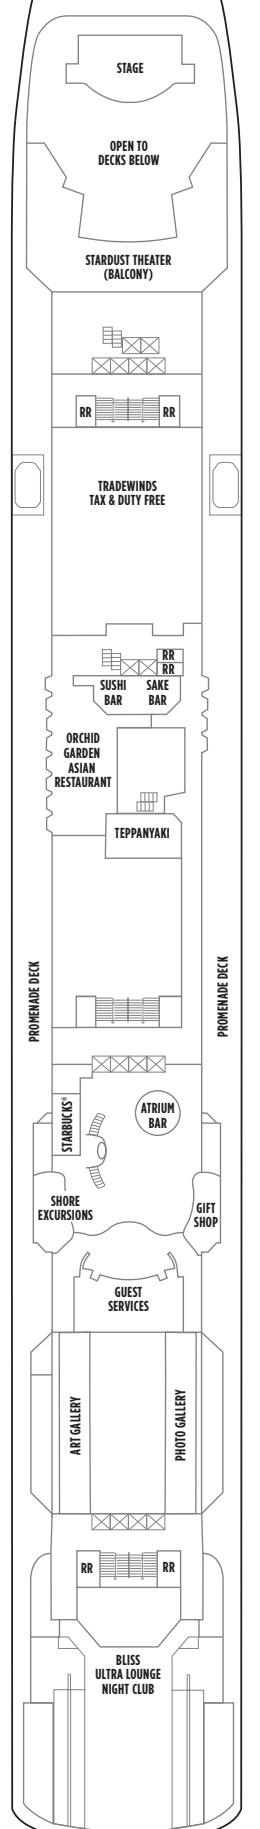 STAGE
OPEN TO
DECKS BELOW
STARDUST THEATER
(BALCONY)
RR
RR
TRADEWINDS
TAX & DUTY FREE
RR
RR
SUSHI
BAR
SAKE
BAR
ORCHID
GARDEN
ASIAN
RESTAURANT
TEPPANYAKI
PROMENADE DECK
PROMENADE DECK
STARBUCKS®
ATRIUM
BAR
SHORE
EXCURSIONS
GIFT
SHOP
GUEST
SERVICES
ART GALLERY
PHOTO GALLERY
RR
RR
BLISS
ULTRA LOUNGE
NIGHT CLUB